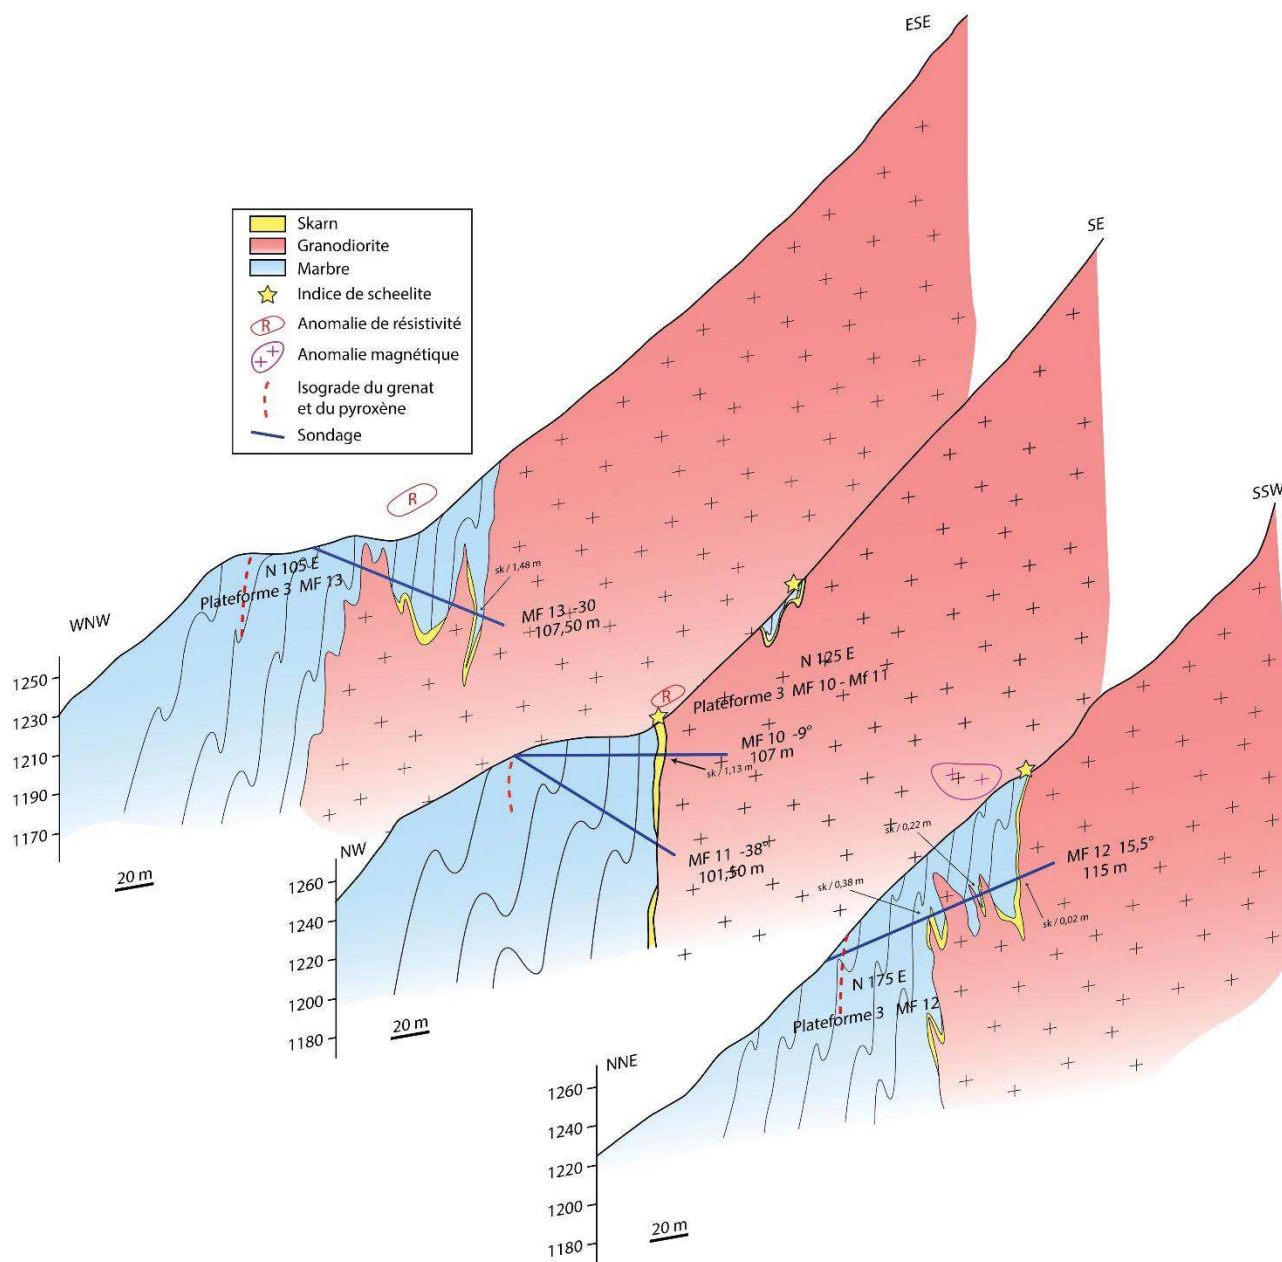 ESE
SE
SSW
Skarn
Granodiorite
Marbre
Indice de scheelite
R
Anomalie de résistivité
Anomalie magnétique
Isograde du grenat
et du pyroxène
Sondage
R
WNW
N 105 E
Plateforme 3 MF 13
sk / 1,48 m
MF 13 -30
107,50 m
1250
1230
1210
1190
1170
20 m
N 125 E
Plateforme 3 MF 10 - Mf 11
R
MF 10 -9°
107 m
sk / 1,13 m
MF 11 -38°
101,50 m
NW
1260
1240
1220
1200
1180
20 m
sk / 0,22 m
sk / 0,38 m
MF 12 15,5°
115 m
sk / 0,02 m
N 175 E
Plateforme 3 MF 12
NNE
1260
1240
1220
1200
1180
20 m